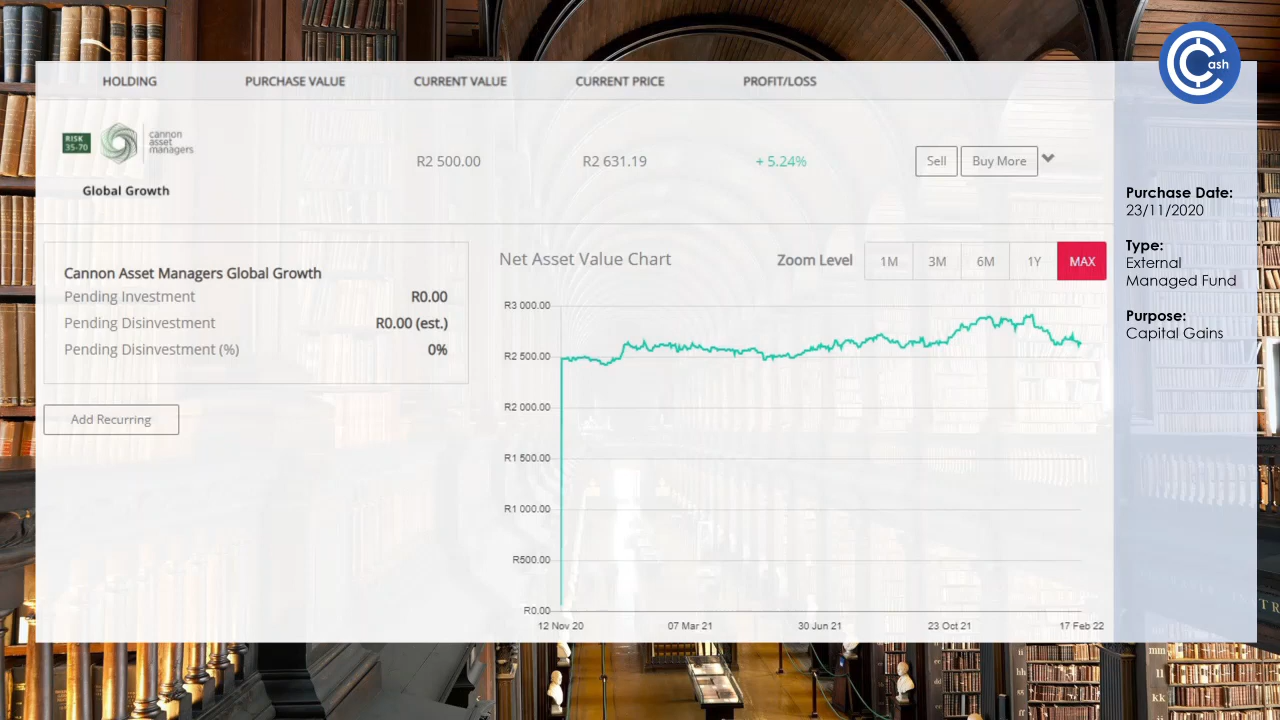 HOLDING PURCHASE VALUE CURRENT VALUE CURRENT PRICE PROFIT/LOSS
RISK
35-70
cannon
asset
managers
Global Growth
R2 500.00 R2 631.19 + 5.24% Sell Buy More
Cannon Asset Managers Global Growth
Pending Investment R0.00
Pending Disinvestment R0.00 (est.)
Pending Disinvestment (%) 0%
Add Recurring
Net Asset Value Chart Zoom Level 1M 3M 6M 1Y MAX
R3 000.00
R2 500.00
R2 000.00
R1 500.00
R1 000.00
R500.00
R0.00
12 Nov 20 07 Mar 21 30 Jun 21 23 Oct 21 17 Feb 22
Cash
Purchase Date:
23/11/2020
Type:
External
Managed Fund
Purpose:
Capital Gains
mm
ll
kk